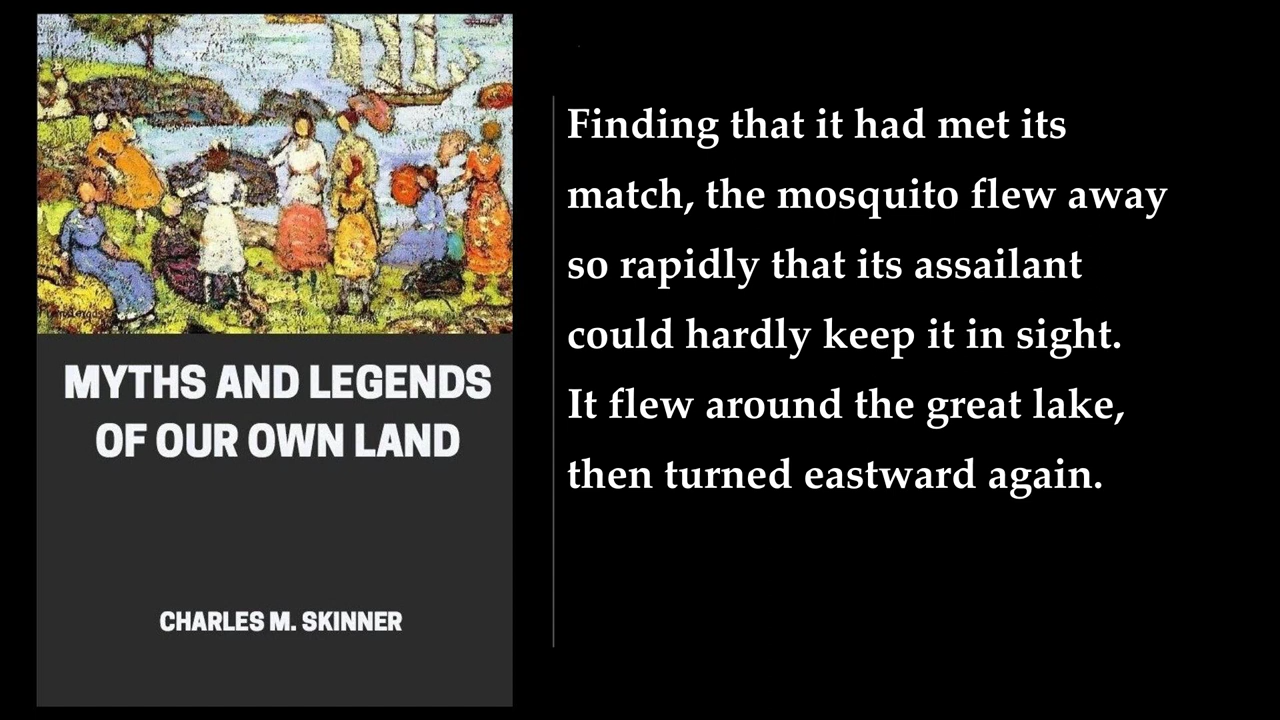 MYTHS AND LEGENDS
OF OUR OWN LAND
CHARLES M. SKINNER
Finding that it had met its
match, the mosquito flew away
so rapidly that its assailant
could hardly keep it in sight.
It flew around the great lake,
then turned eastward again.